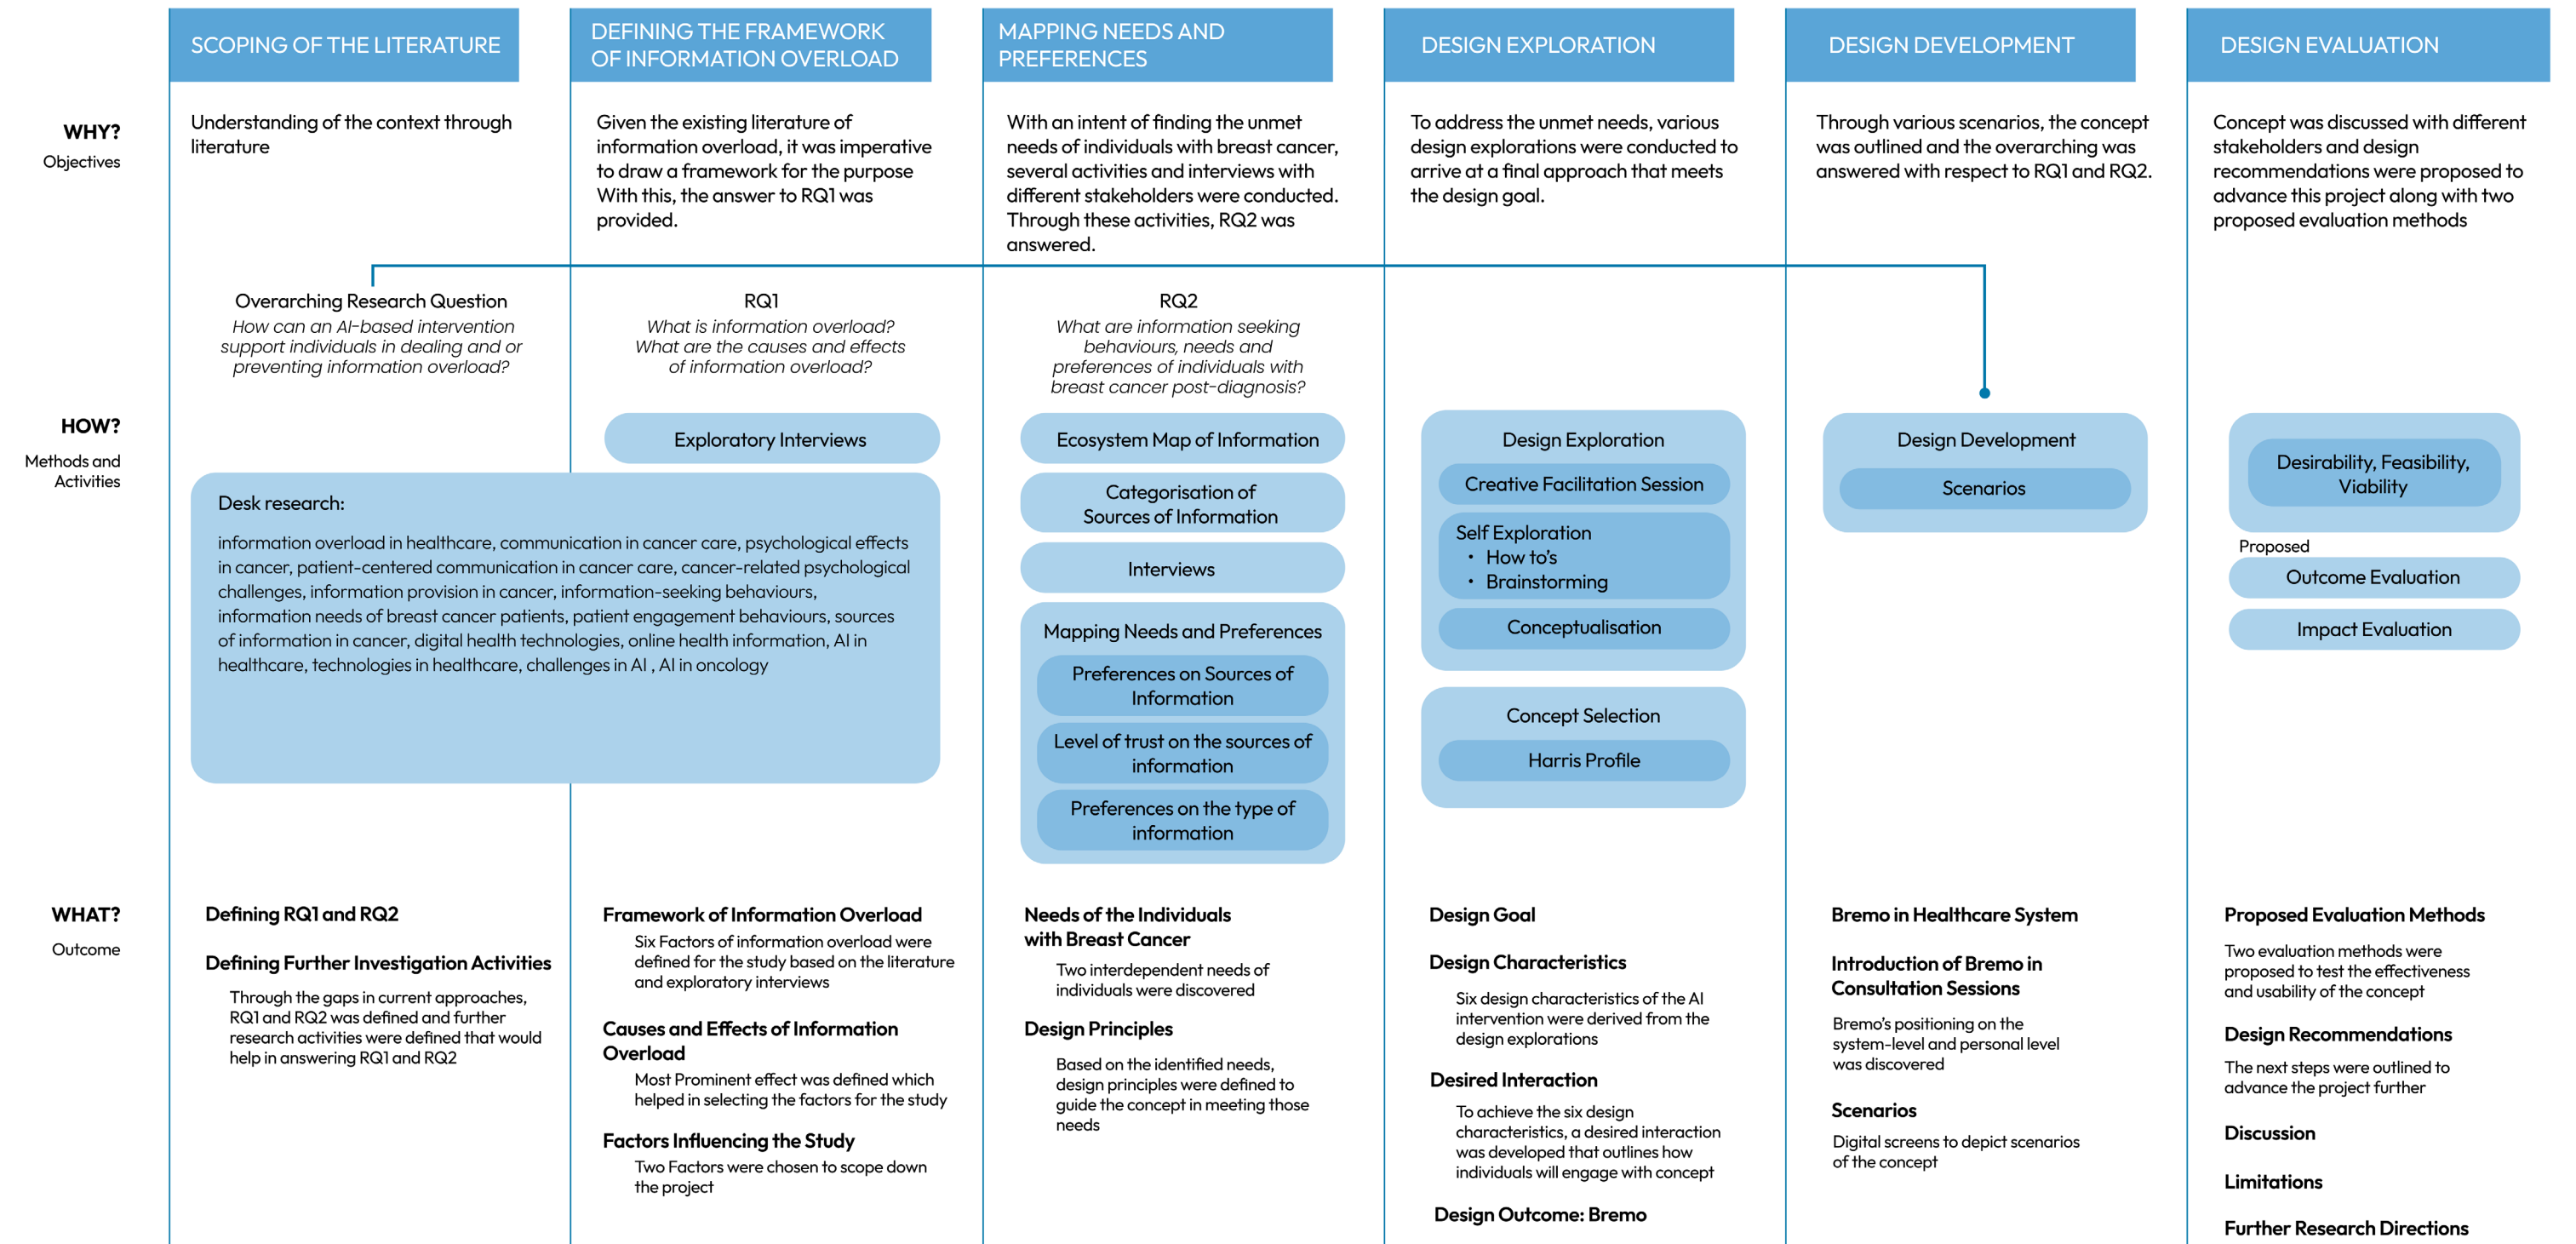 SCOPING OF THE LITERATURE
DEFINING THE FRAMEWORK
OF INFORMATION OVERLOAD
MAPPING NEEDS AND
PREFERENCES
DESIGN EXPLORATION
DESIGN DEVELOPMENT
DESIGN EVALUATION
WHY?
Objectives
Understanding of the context through
literature
Given the existing literature of
information overload, it was imperative
to draw a framework for the purpose
With this, the answer to RQ1 was
provided.
With an intent of finding the unmet
needs of individuals with breast cancer,
several activities and interviews with
different stakeholders were conducted.
Through these activities, RQ2 was
answered.
To address the unmet needs, various
design explorations were conducted to
arrive at a final approach that meets
the design goal.
Through various scenarios, the concept
was outlined and the overarching was
answered with respect to RQ1 and RQ2.
Concept was discussed with different
stakeholders and design
recommendations were proposed to
advance this project along with two
proposed evaluation methods
Overarching Research Question
How can an AI-based intervention
support individuals in dealing and or
preventing information overload?
RQ1
What is information overload?
What are the causes and effects
of information overload?
RQ2
What are information seeking
behaviours, needs and
preferences of individuals with
breast cancer post-diagnosis?
HOW?
Methods and
Activities
Exploratory Interviews
Desk research:
information overload in healthcare, communication in cancer care, psychological effects
in cancer, patient-centered communication in cancer care, cancer-related psychological
challenges, information provision in cancer, information-seeking behaviours,
information needs of breast cancer patients, patient engagement behaviours, sources
of information in cancer, digital health technologies, online health information, AI in
healthcare, technologies in healthcare, challenges in AI , AI in oncology
Ecosystem Map of Information
Categorisation of
Sources of Information
Interviews
Mapping Needs and Preferences
Preferences on Sources of
Information
Level of trust on the sources of
information
Preferences on the type of
information
Design Exploration
Creative Facilitation Session
Self Exploration
• How to's
• Brainstorming
Conceptualisation
Concept Selection
Harris Profile
Design Development
Scenarios
Desirability, Feasibility,
Viability
Proposed
Outcome Evaluation
Impact Evaluation
WHAT?
Outcome
Defining RQ1 and RQ2
Defining Further Investigation Activities
Through the gaps in current approaches,
RQ1 and RQ2 was defined and further
research activities were defined that would
help in answering RQ1 and RQ2
Framework of Information Overload
Six Factors of information overload were
defined for the study based on the literature
and exploratory interviews
Causes and Effects of Information
Overload
Most Prominent effect was defined which
helped in selecting the factors for the study
Factors Influencing the Study
Two Factors were chosen to scope down
the project
Needs of the Individuals
with Breast Cancer
Two interdependent needs of
individuals were discovered
Design Principles
Based on the identified needs,
design principles were defined to
guide the concept in meeting those
needs
Design Goal
Design Characteristics
Six design characteristics of the AI
intervention were derived from the
design explorations
Desired Interaction
To achieve the six design
characteristics, a desired interaction
was developed that outlines how
individuals will engage with concept
Design Outcome: Bremo
Bremo in Healthcare System
Introduction of Bremo in
Consultation Sessions
Bremo's positioning on the
system-level and personal level
was discovered
Scenarios
Digital screens to depict scenarios
of the concept
Proposed Evaluation Methods
Two evaluation methods were
proposed to test the effectiveness
and usability of the concept
Design Recommendations
The next steps were outlined to
advance the project further
Discussion
Limitations
Further Research Directions